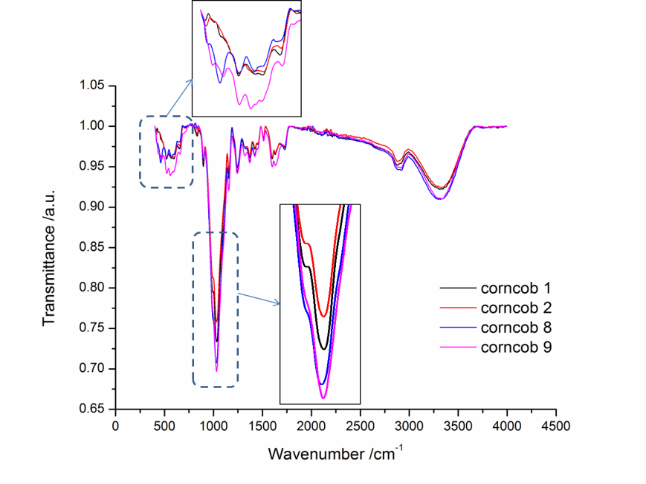 1.05
1.00
0.95
0.90
0.85
0.80
0.75
0.70
0.65
Transmittance /a.u.
corncob 1
corncob 2
corncob 8
corncob 9
0 500 1000 1500 2000 2500 3000 3500 4000 4500
Wavenumber /cm⁻¹